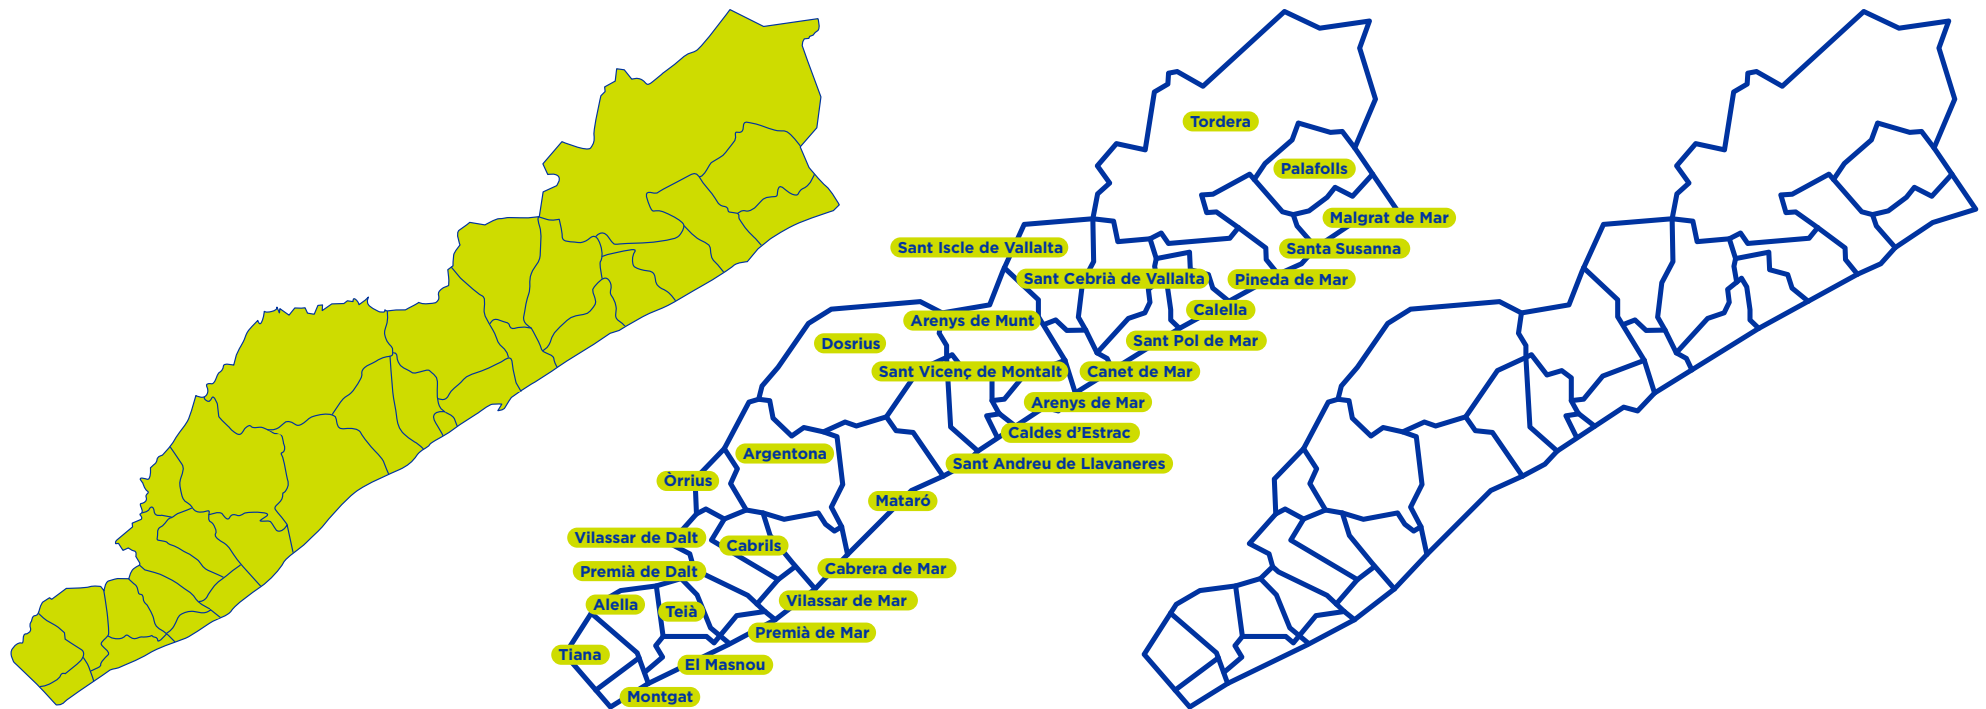 Tordera
Palafolls
Malgrat de Mar
Sant Iscle de Vallalta
Santa Susanna
Sant Cebrià de Vallalta
Pineda de Mar
Calella
Arenys de Munt
Sant Pol de Mar
Dosrius
Sant Vicenç de Montalt
Canet de Mar
Arenys de Mar
Caldes d’Estrac
Argentona
Sant Andreu de Llavaneres
Òrrius
Mataró
Vilassar de Dalt
Cabrils
Cabrera de Mar
Premià de Dalt
Vilassar de Mar
Alella
Teià
Premià de Mar
Tiana
El Masnou
Montgat